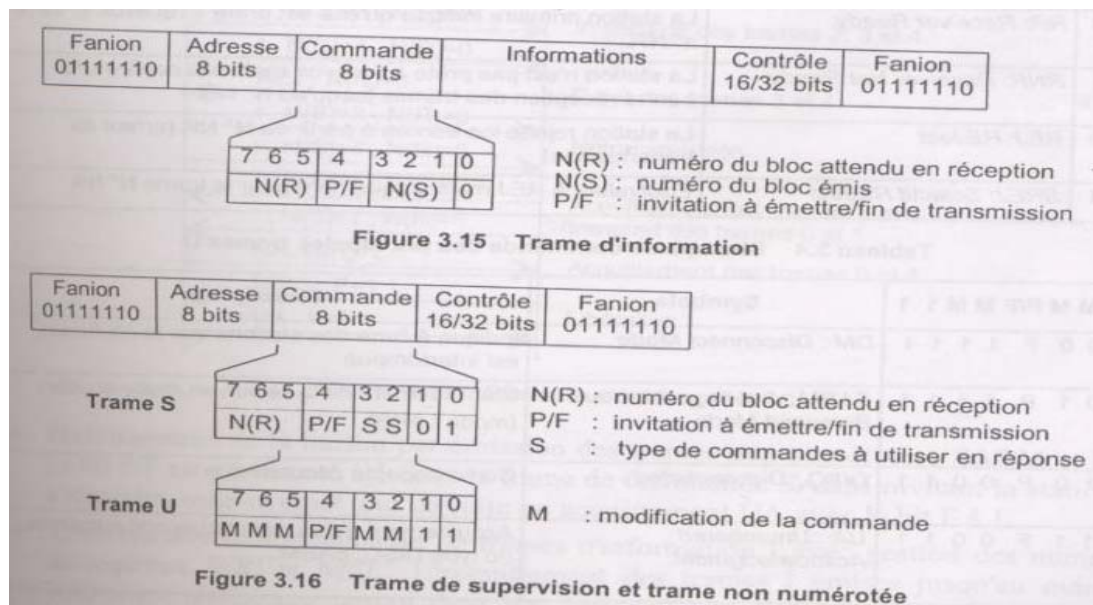 Fanion Adresse Commande Informations Contrôle Fanion
01111110 8 bits 8 bits 16/32 bits 01111110
7 6 5 4 3 2 1 0
N(R) P/F N(S) 0
N(R) : numéro du bloc attendu en réception
N(S) : numéro du bloc émis
P/F : invitation à émettre/fin de transmission
Figure 3.15 Trame d'information
Fanion Adresse Commande Contrôle Fanion
01111110 8 bits 8 bits 16/32 bits 01111110
Trame S
7 6 5 4 3 2 1 0
N(R) P/F S S 0 1
N(R) : numéro du bloc attendu en réception
P/F : invitation à émettre/fin de transmission
S : type de commandes à utiliser en réponse
Trame U
7 6 5 4 3 2 1 0
M M M P/F M M 1 1
M : modification de la commande
Figure 3.16 Trame de supervision et trame non numérotée